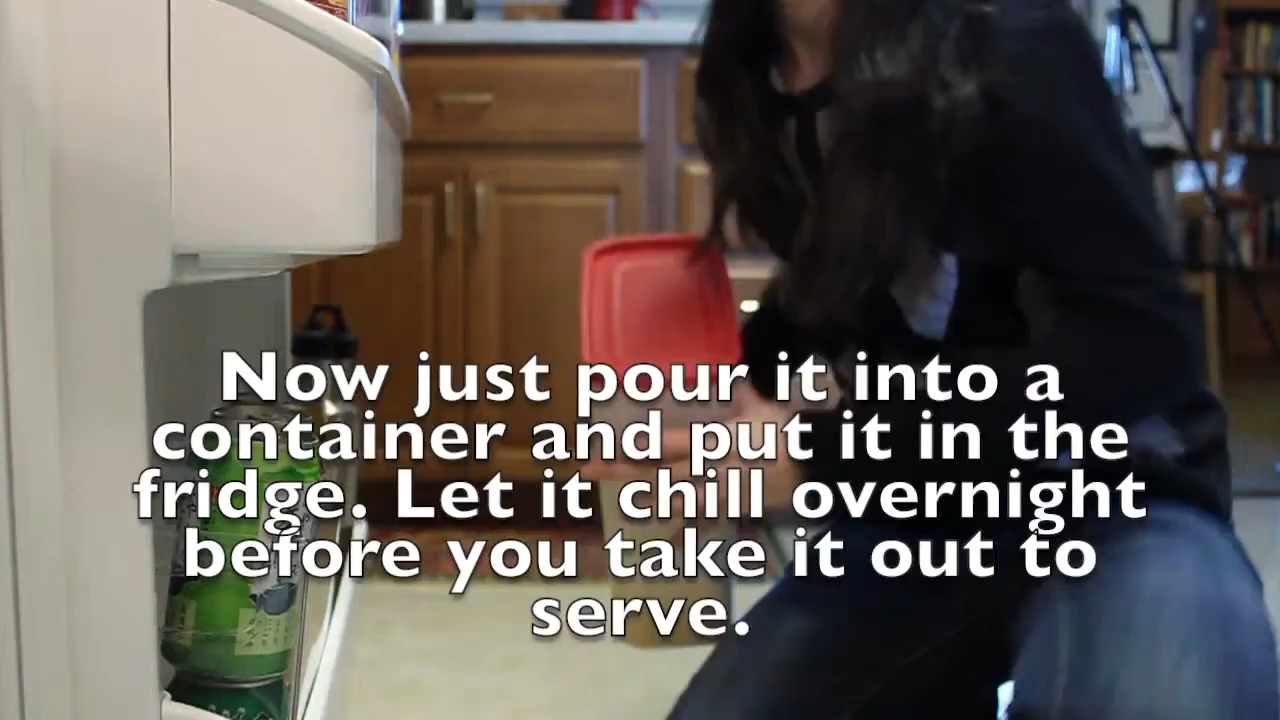 Now just pour it into a
container and put it in the
fridge. Let it chill overnight
before you take it out to
serve.